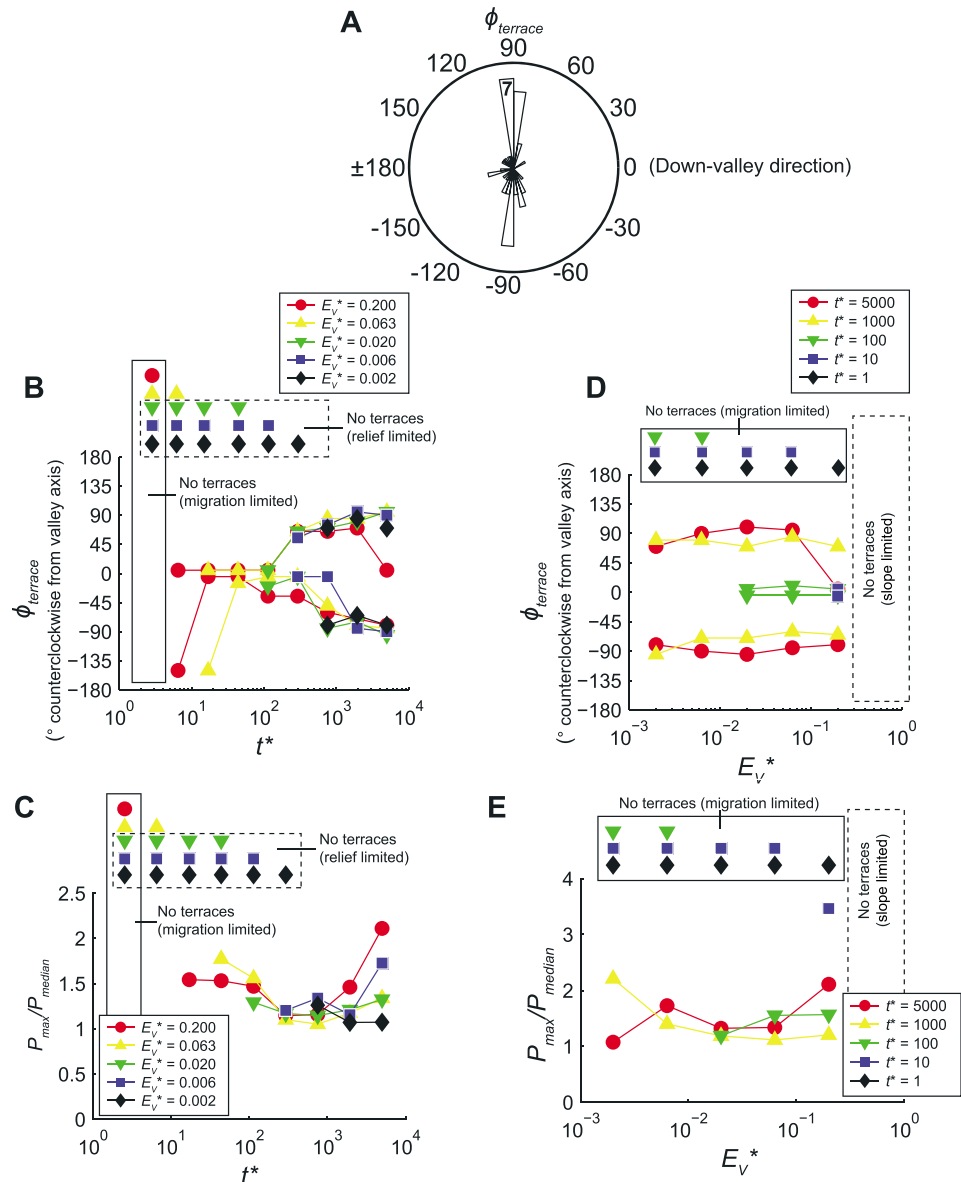 A
ϕterrace
90
120
60
7
150
30
±180
0
(Down-valley direction)
-150
-30
-120
-60
-90
B
Ev* = 0.200
Ev* = 0.063
Ev* = 0.020
Ev* = 0.006
Ev* = 0.002
No terraces
(relief limited)
No terraces
(migration limited)
ϕterrace
(° counterclockwise from valley axis)
180
135
90
45
0
−45
−90
−135
−180
10^0
10^1
10^2
10^3
10^4
t*
D
t* = 5000
t* = 1000
t* = 100
t* = 10
t* = 1
No terraces (migration limited)
No terraces
(slope limited)
ϕterrace
(° counterclockwise from valley axis)
180
135
90
45
0
−45
−90
−135
−180
10^−3
10^−2
10^−1
10^0
Ev*
C
No terraces
(relief limited)
No terraces
(migration limited)
Pmax/Pmedian
2.5
2
1.5
1
0.5
0
Ev* = 0.200
Ev* = 0.063
Ev* = 0.020
Ev* = 0.006
Ev* = 0.002
10^0
10^1
10^2
10^3
10^4
t*
E
No terraces (migration limited)
No terraces
(slope limited)
Pmax/Pmedian
4
3
2
1
0
t* = 5000
t* = 1000
t* = 100
t* = 10
t* = 1
10^−3
10^−2
10^−1
10^0
Ev*